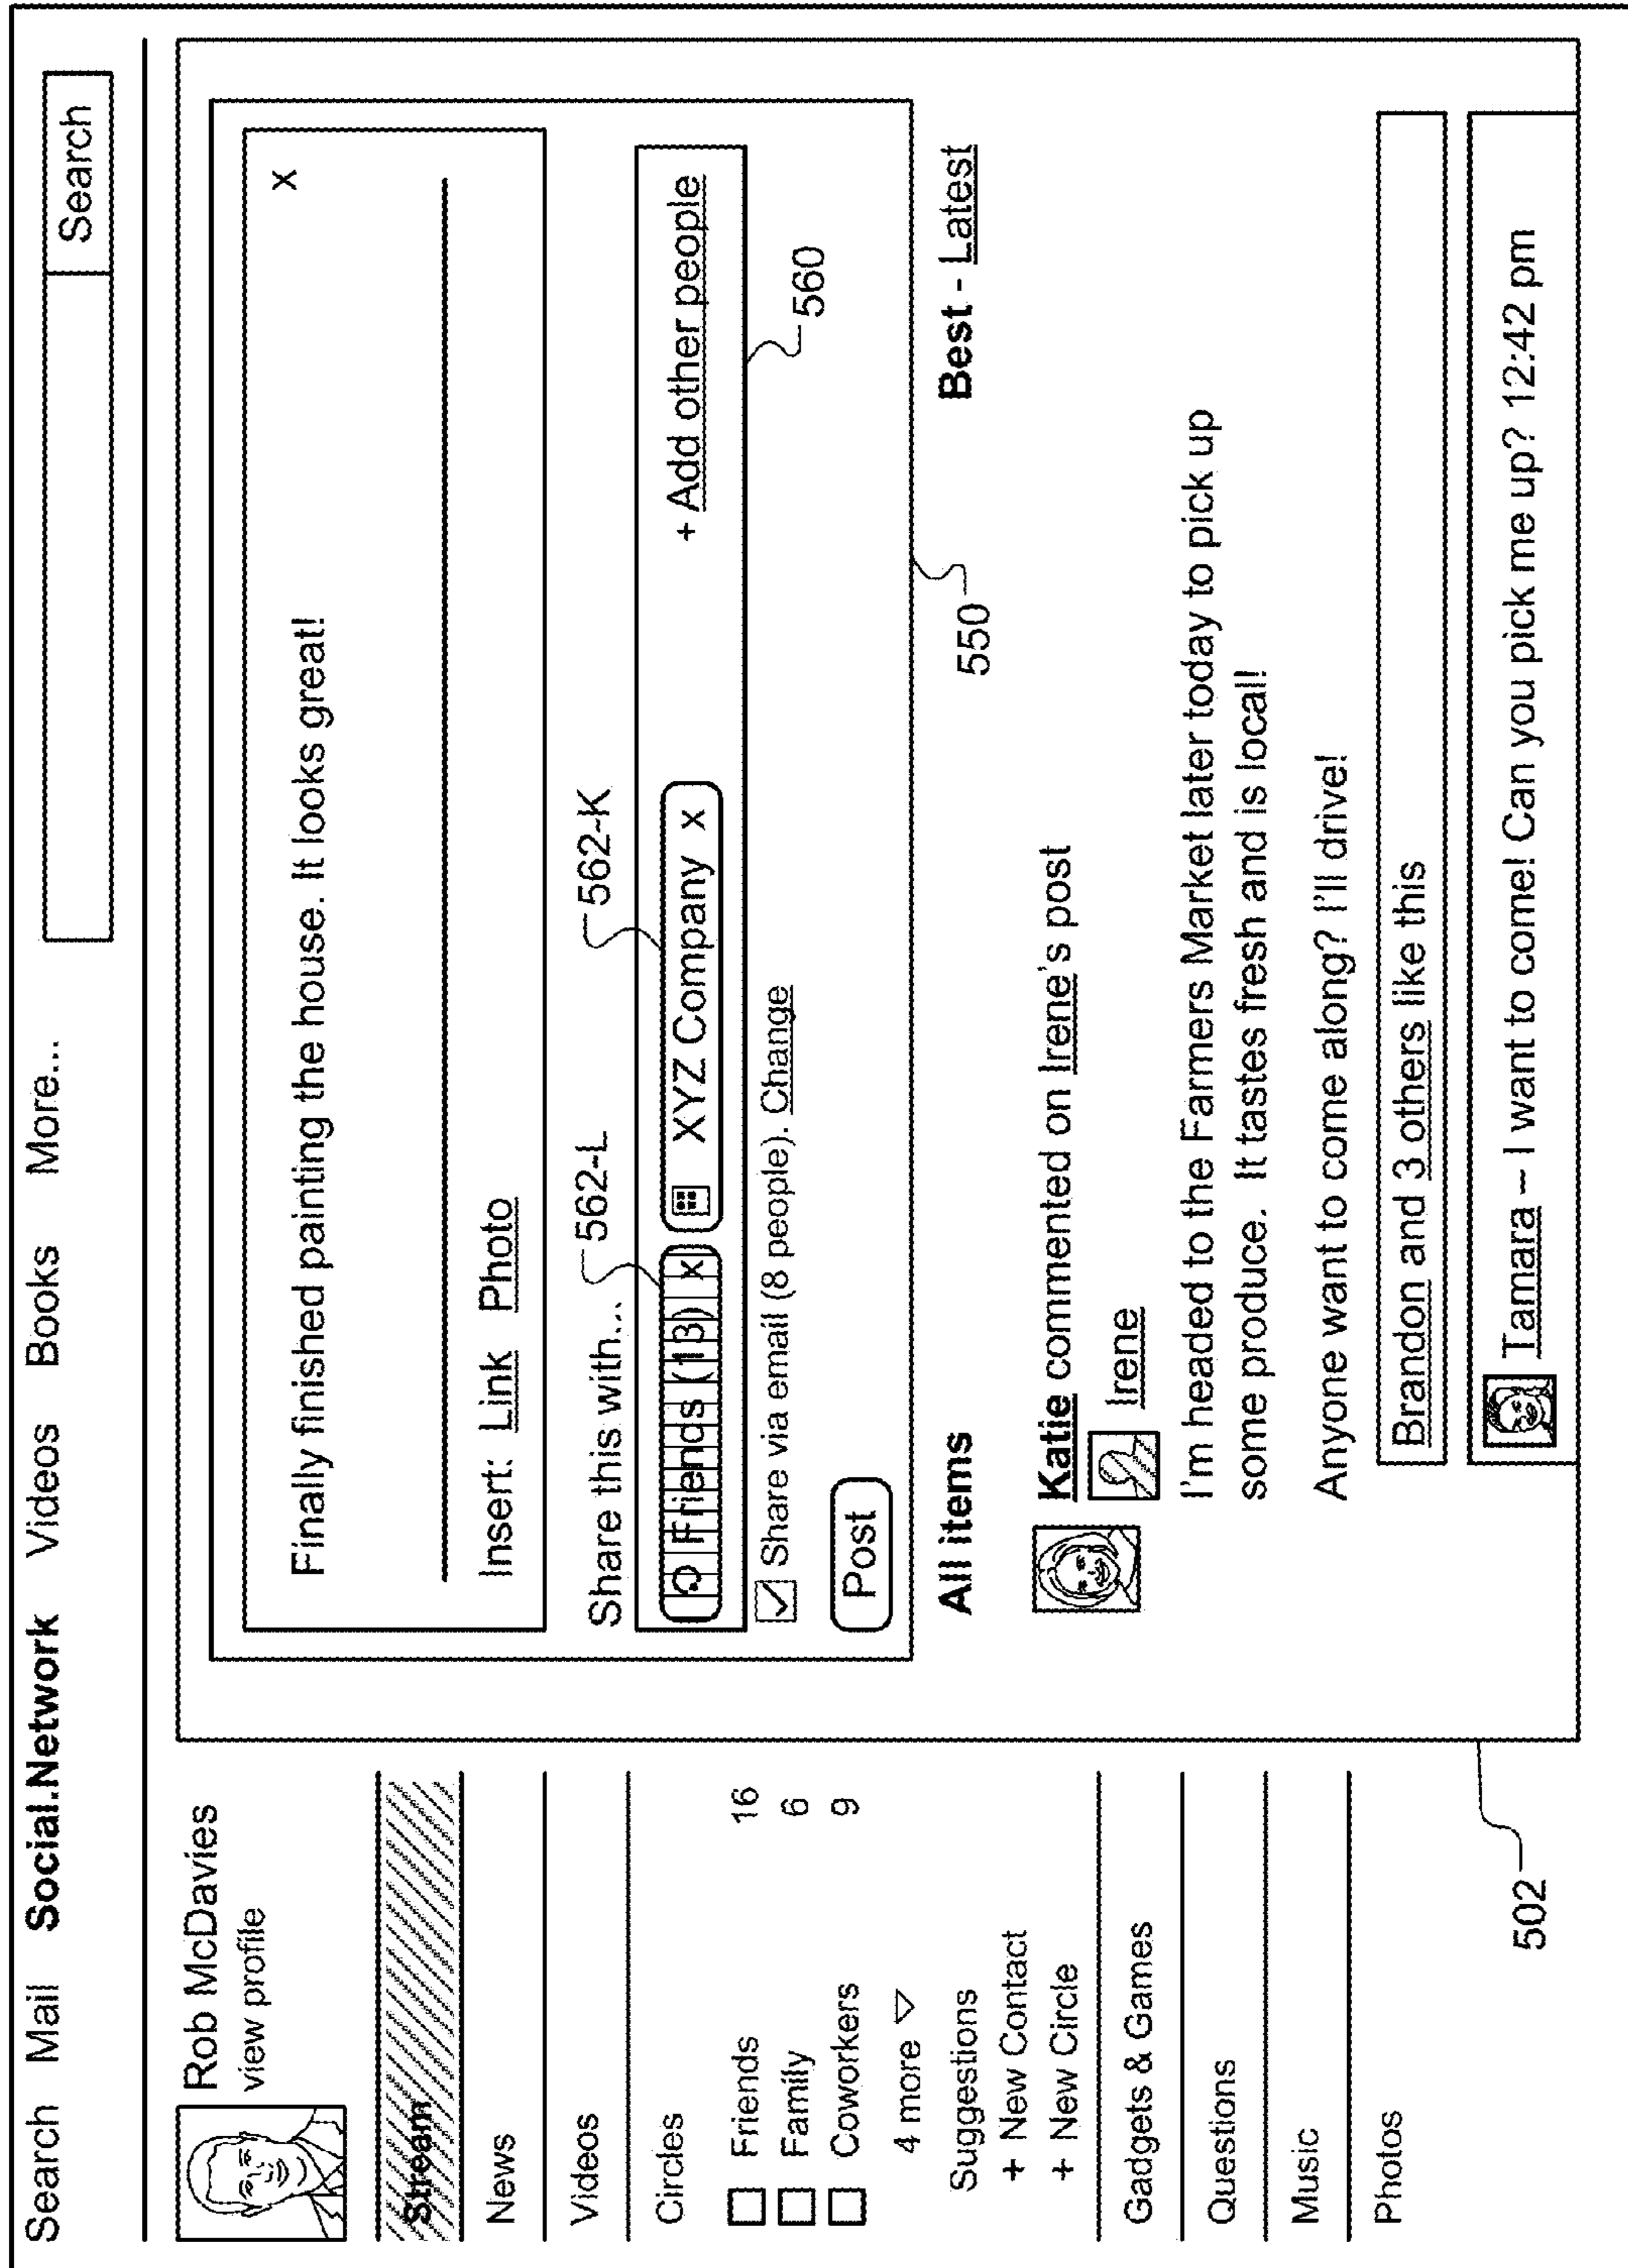 Search Mail Social.Network Videos Books More... Search
Rob McDavies
view profile
Stream
News
Videos
Circles
Friends 16
Family 6
Coworkers 9
4 more
Suggestions
+ New Contact
+ New Circle
Gadgets & Games
Questions
Music
Photos
502
Finally finished painting the house. It looks great! x
Insert: Link Photo
Share this with...
562-L
562-K
Friends (13) x XYZ Company x + Add other people
560
Share via email (8 people). Change
Post
550
All items Best - Latest
Katie commented on Irene's post
Irene
I'm headed to the Farmers Market later today to pick up
some produce. It tastes fresh and is local!
Anyone want to come along? I'll drive!
Brandon and 3 others like this
Tamara – I want to come! Can you pick me up? 12:42 pm